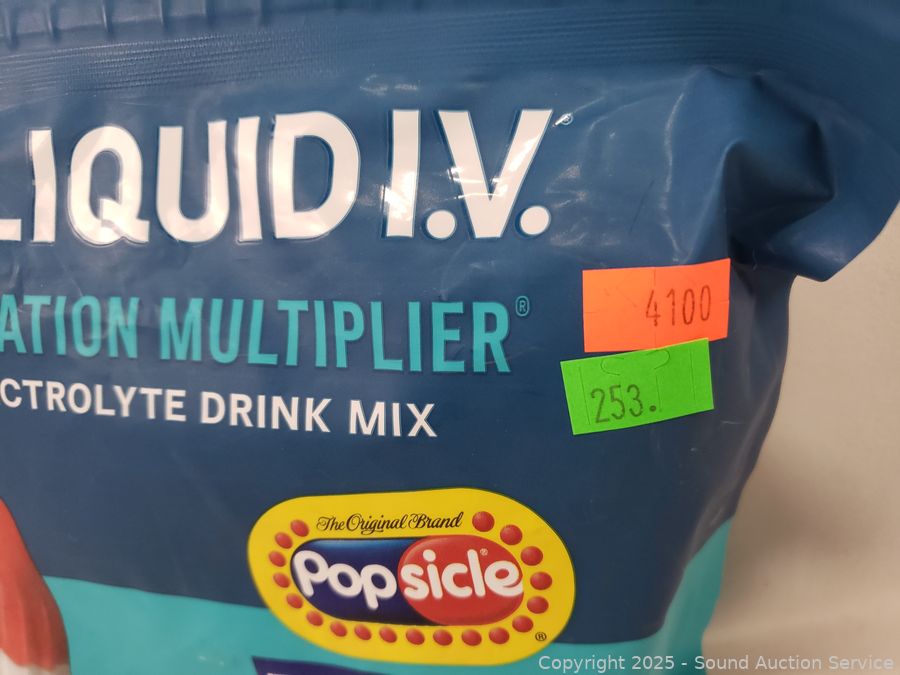 LIQUID I.V.®
ATION MULTIPLIER®
CTROLYTE DRINK MIX
4100
253.
The Original Brand
Popsicle®
®
Copyright 2025 - Sound Auction Service